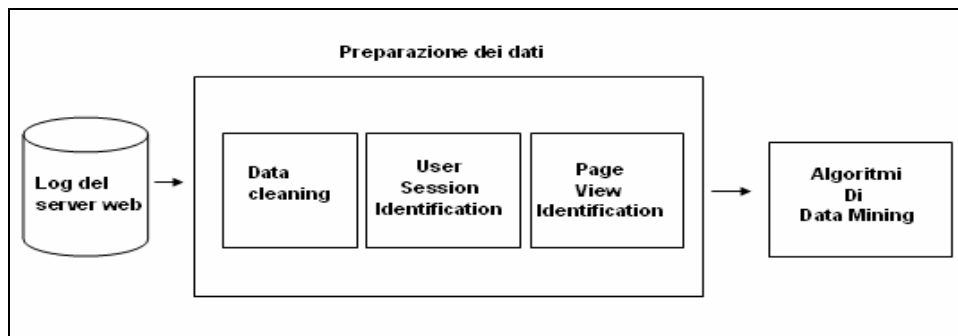 Preparazione dei dati
Log del
server web
Data
cleaning
User
Session
Identification
Page
View
Identification
Algoritmi
Di
Data Mining